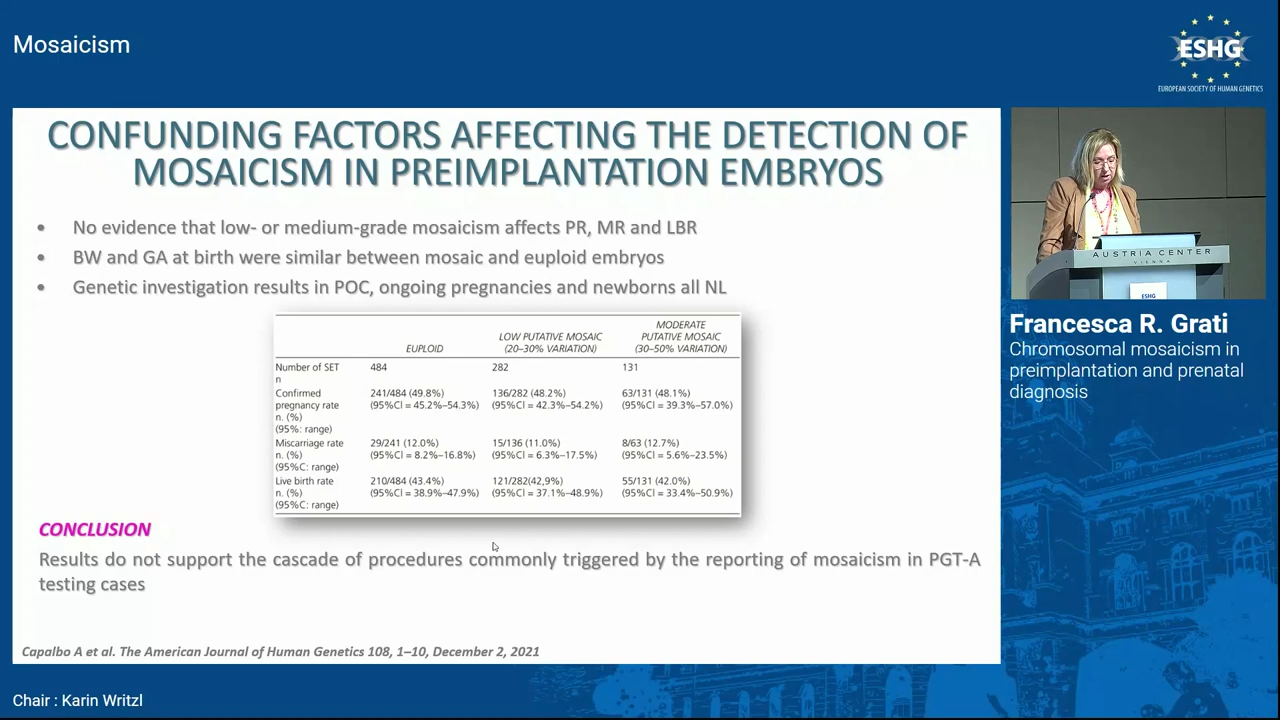 Mosaicism
ESHG
EUROPEAN SOCIETY OF HUMAN GENETICS
CONFUNDING FACTORS AFFECTING THE DETECTION OF
MOSAICISM IN PREIMPLANTATION EMBRYOS
• No evidence that low- or medium-grade mosaicism affects PR, MR and LBR
• BW and GA at birth were similar between mosaic and euploid embryos
• Genetic investigation results in POC, ongoing pregnancies and newborns all NL
EUPLOID
LOW PUTATIVE MOSAIC
(20–30% VARIATION)
MODERATE
PUTATIVE MOSAIC
(30–50% VARIATION)
Number of SET 484 282 131
n
Confirmed 241/484 (49.8%) 136/282 (48.2%) 63/131 (48.1%)
pregnancy rate (95%CI = 45.2%–54.3%) (95%CI = 42.3%–54.2%) (95%CI = 39.3%–57.0%)
n. (%)
(95%: range)
Miscarriage rate 29/241 (12.0%) 15/136 (11.0%) 8/63 (12.7%)
n. (%) (95%CI = 8.2%–16.8%) (95%CI = 6.3%–17.5%) (95%CI = 5.6%–23.5%)
(95%C: range)
Live birth rate 210/484 (43.4%) 121/282(42,9%) 55/131 (42.0%)
n. (%) (95%CI = 38.9%–47.9%) (95%CI = 37.1%–48.9%) (95%CI = 33.4%–50.9%)
(95%C: range)
CONCLUSION
Results do not support the cascade of procedures commonly triggered by the reporting of mosaicism in PGT-A
testing cases
Capalbo A et al. The American Journal of Human Genetics 108, 1–10, December 2, 2021
AUSTRIA CENTER
VIENNA
ESHG
Francesca R. Grati
Chromosomal mosaicism in
preimplantation and prenatal
diagnosis
Chair : Karin Writzl